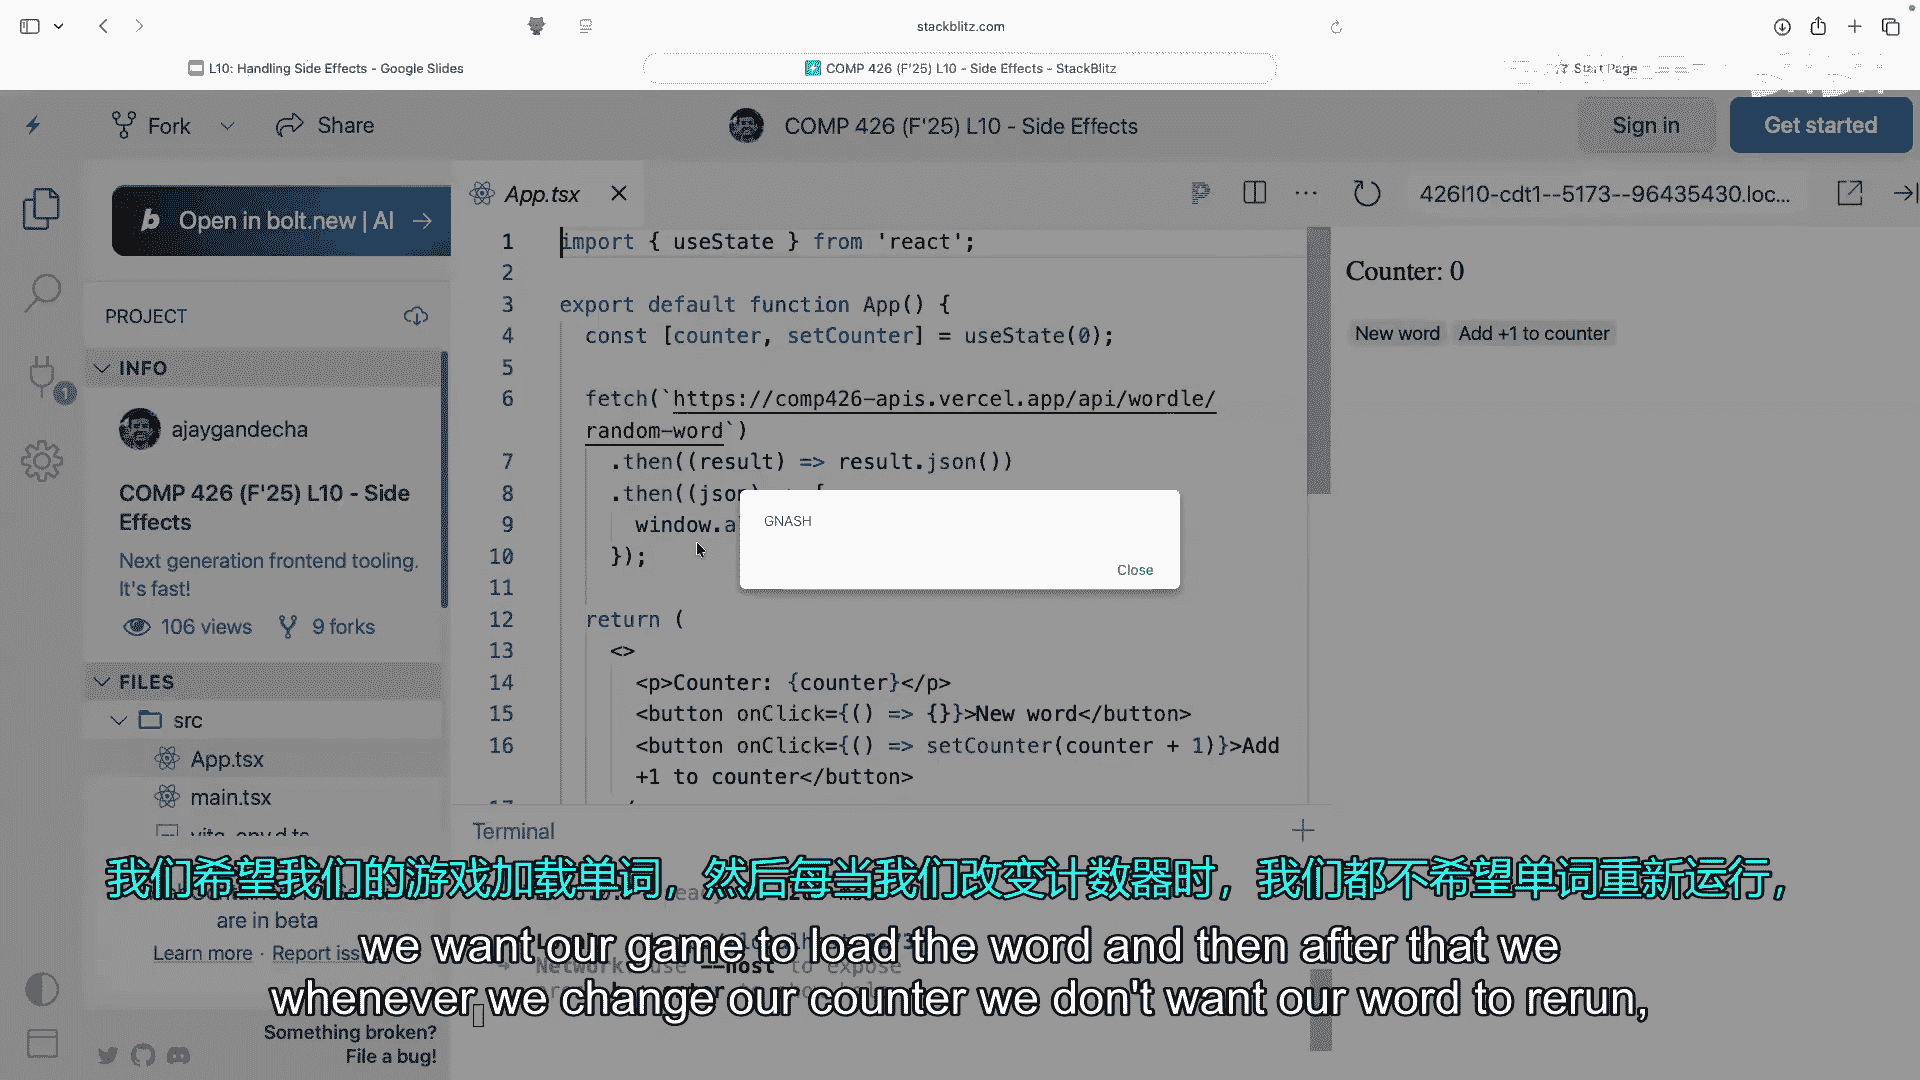 stackblitz.com
L10: Handling Side Effects - Google Slides
COMP 426 (F'25) L10 - Side Effects - StackBlitz
Start Page
Fork
Share
COMP 426 (F'25) L10 - Side Effects
Sign in
Get started
b Open in bolt.new | AI
App.tsx
426l10-cdt1--5173--96435430.loc...
PROJECT
INFO
1
ajaygandecha
COMP 426 (F'25) L10 - Side
Effects
Next generation frontend tooling.
It's fast!
106 views
9 forks
FILES
src
App.tsx
main.tsx
1 import { useState } from 'react';
2
3 export default function App() {
4 const [counter, setCounter] = useState(0);
5
6 fetch(`https://comp426-apis.vercel.app/api/wordle/
random-word`)
7 .then((result) => result.json())
8 .then((json) => {
9 window.a
10 });
11
12 return (
13 <>
14 <p>Counter: {counter}</p>
15 <button onClick={() => {}}>New word</button>
16 <button onClick={() => setCounter(counter + 1)}>Add
+1 to counter</button>
GNASH
Close
Counter: 0
New word
Add +1 to counter
Terminal
我们希望我们的游戏加载单词，然后每当我们改变计数器时，我们都不希望单词重新运行，
are in beta
we want our game to load the word and then after that we
Learn more · Report
Network: use --host to expose
whenever we change our counter we don't want our word to rerun,
Something broken?
File a bug!